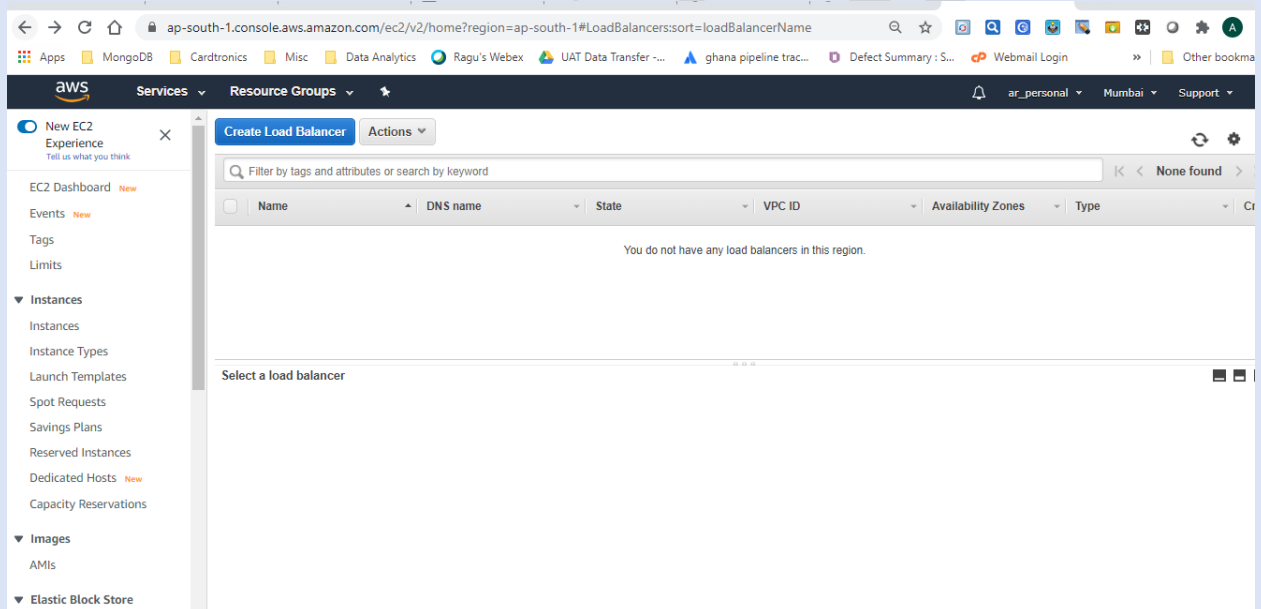 ap-south-1.console.aws.amazon.com/ec2/v2/home?region=ap-south-1#LoadBalancers:sort=loadBalancerName
A
Apps MongoDB Cardtronics Misc Data Analytics Ragu's Webex UAT Data Transfer -... ghana pipeline trac... Defect Summary : S... cP Webmail Login » Other bookma
aws Services Resource Groups ar_personal Mumbai Support
New EC2
Experience
Tell us what you think
Create Load Balancer Actions
Filter by tags and attributes or search by keyword None found
Name DNS name State VPC ID Availability Zones Type Cr
You do not have any load balancers in this region.
Select a load balancer
EC2 Dashboard New
Events New
Tags
Limits
Instances
Instances
Instance Types
Launch Templates
Spot Requests
Savings Plans
Reserved Instances
Dedicated Hosts New
Capacity Reservations
Images
AMIs
Elastic Block Store